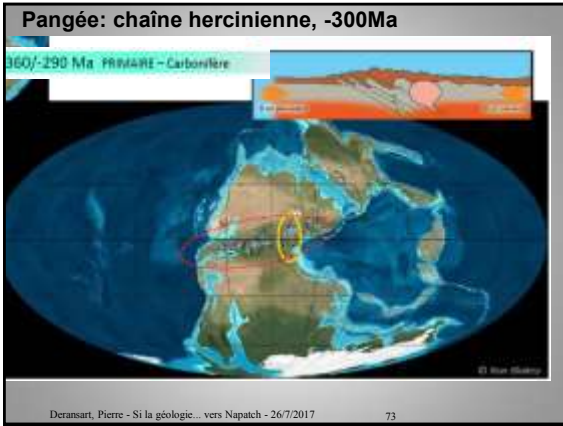 Pangée: chaîne hercinienne, -300Ma
360/-290 Ma PRIMAIRE – Carbonifère
© Ron Blakey
Deransart, Pierre - Si la géologie... vers Napatch - 26/7/2017
73